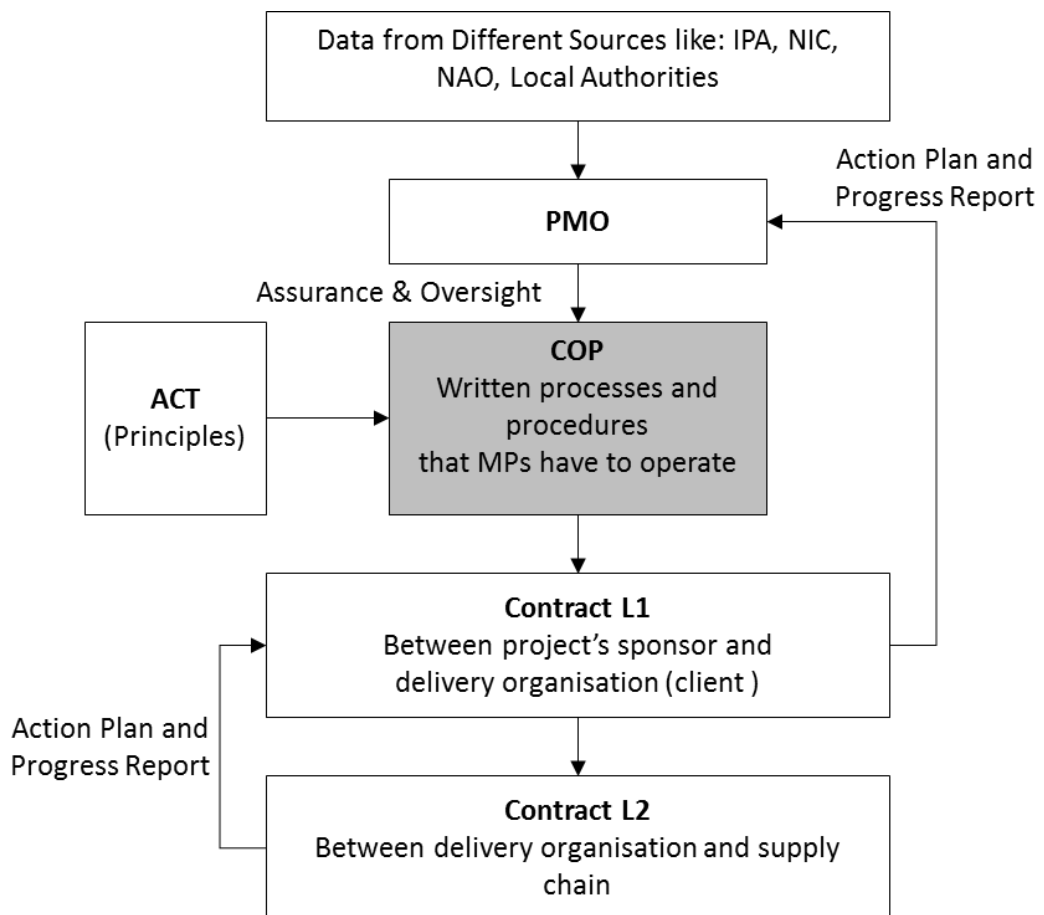 Data from Different Sources like: IPA, NIC,
NAO, Local Authorities
Action Plan and
Progress Report
PMO
Assurance & Oversight
ACT
(Principles)
COP
Written processes and
procedures
that MPs have to operate
Contract L1
Between project’s sponsor and
delivery organisation (client )
Action Plan and
Progress Report
Contract L2
Between delivery organisation and supply
chain